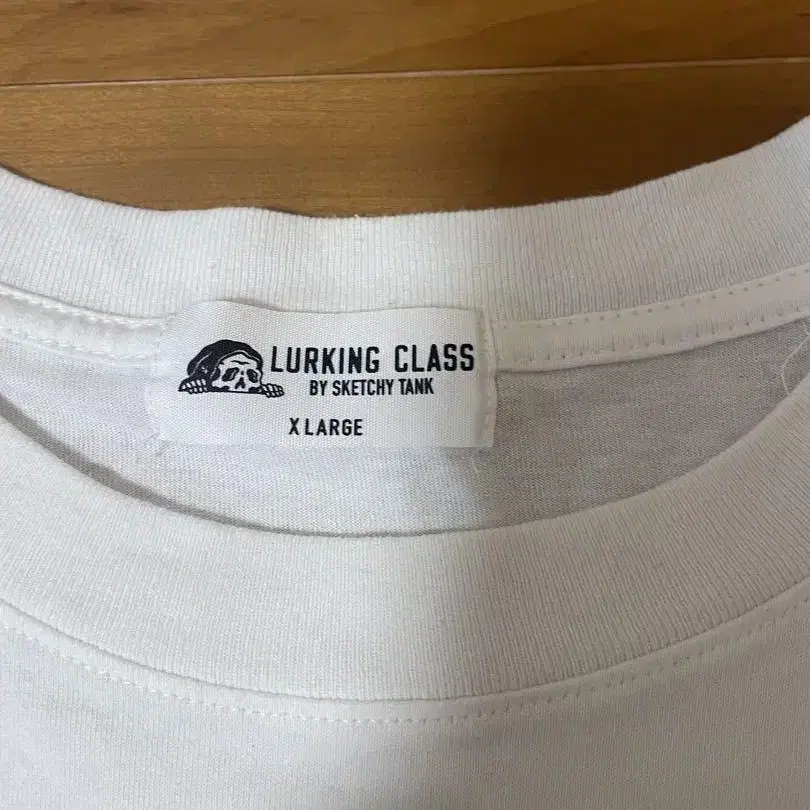 LURKING CLASS
BY SKETCHY TANK
X LARGE